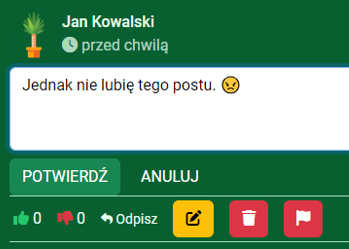 Jan Kowalski
przed chwilą
Jednak nie lubię tego postu. 😠
POTWIERDŹ ANULUJ
0 0 Odpisz